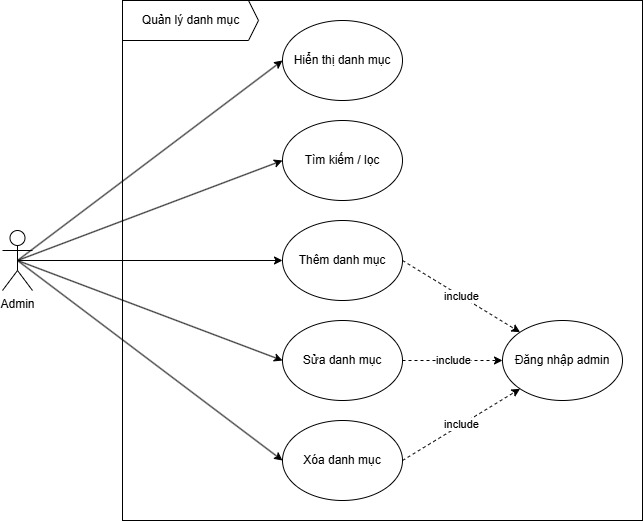 Quản lý danh mục
Hiển thị danh mục
Tìm kiếm / lọc
Admin
Thêm danh mục
include
Sửa danh mục
include
Đăng nhập admin
include
Xóa danh mục